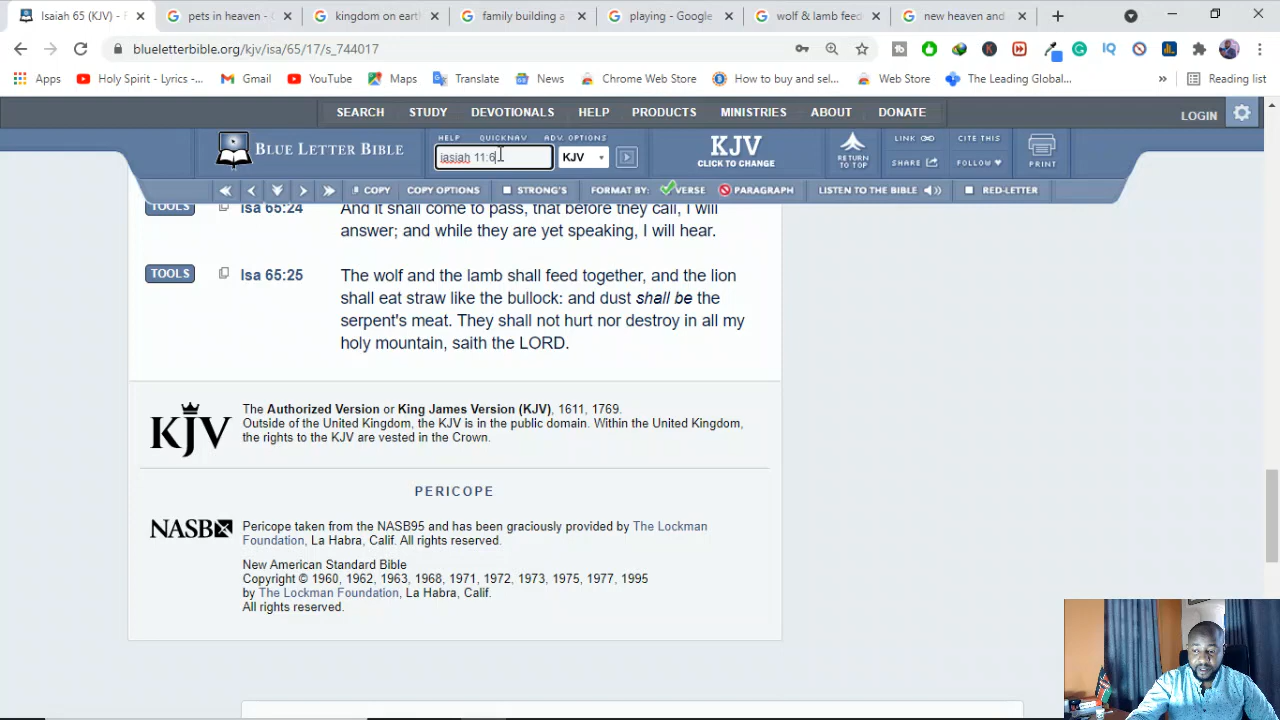 Isaiah 65 (KJV) -
pets in heaven -
kingdom on eart
family building a
playing - Google
wolf & lamb feed
new heaven and
blueletterbible.org/kjv/isa/65/17/s_744017
Apps
Holy Spirit - Lyrics -...
Gmail
YouTube
Maps
Translate
News
Chrome Web Store
How to buy and sel...
Web Store
The Leading Global...
»
Reading list
SEARCH STUDY DEVOTIONALS HELP PRODUCTS MINISTRIES ABOUT DONATE
LOGIN
BLUE LETTER BIBLE
HELP QUICKNAV ADV. OPTIONS
iasiah 11:6
KJV
KJV
CLICK TO CHANGE
RETURN
TO TOP
LINK
CITE THIS
SHARE
FOLLOW
PRINT
COPY COPY OPTIONS STRONG'S FORMAT BY: VERSE PARAGRAPH LISTEN TO THE BIBLE RED-LETTER
TOOLS Isa 65:24 And it shall come to pass, that before they call, I will
answer; and while they are yet speaking, I will hear.
TOOLS Isa 65:25 The wolf and the lamb shall feed together, and the lion
shall eat straw like the bullock: and dust shall be the
serpent's meat. They shall not hurt nor destroy in all my
holy mountain, saith the LORD.
KJV
The Authorized Version or King James Version (KJV), 1611, 1769.
Outside of the United Kingdom, the KJV is in the public domain. Within the United Kingdom,
the rights to the KJV are vested in the Crown.
PERICOPE
NASB
Pericope taken from the NASB95 and has been graciously provided by The Lockman
Foundation, La Habra, Calif. All rights reserved.
New American Standard Bible
Copyright © 1960, 1962, 1963, 1968, 1971, 1972, 1973, 1975, 1977, 1995
by The Lockman Foundation, La Habra, Calif.
All rights reserved.